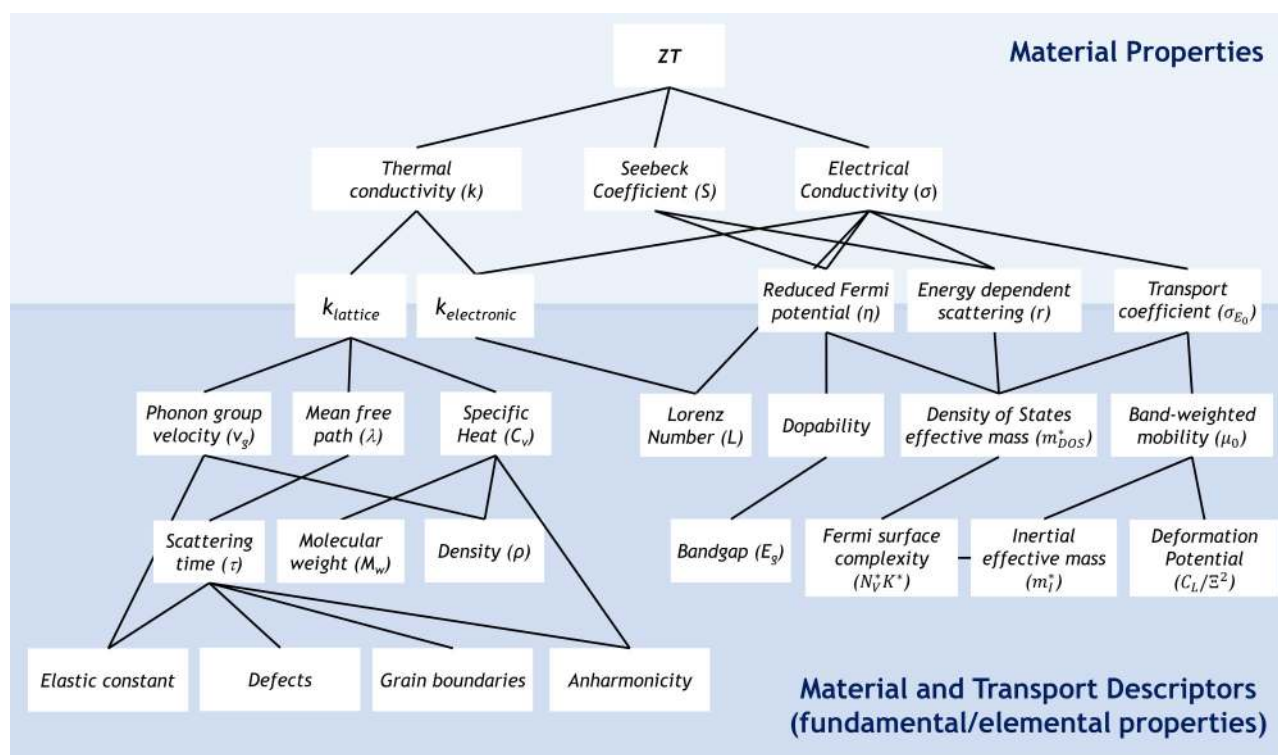 ZT
Material Properties
Thermal
conductivity (k)
Seebeck
Coefficient (S)
Electrical
Conductivity (σ)
k_lattice
k_electronic
Reduced Fermi
potential (η)
Energy dependent
scattering (r)
Transport
coefficient (σ_E₀)
Phonon group
velocity (v_g)
Mean free
path (λ)
Specific
Heat (C_v)
Lorenz
Number (L)
Dopability
Density of States
effective mass (m*_DOS)
Band-weighted
mobility (μ₀)
Scattering
time (τ)
Molecular
weight (M_w)
Density (ρ)
Bandgap (E_g)
Fermi surface
complexity
(N*_V K*)
Inertial
effective mass
(m*_I)
Deformation
Potential
(C_L/Ξ²)
Elastic constant
Defects
Grain boundaries
Anharmonicity
Material and Transport Descriptors
(fundamental/elemental properties)